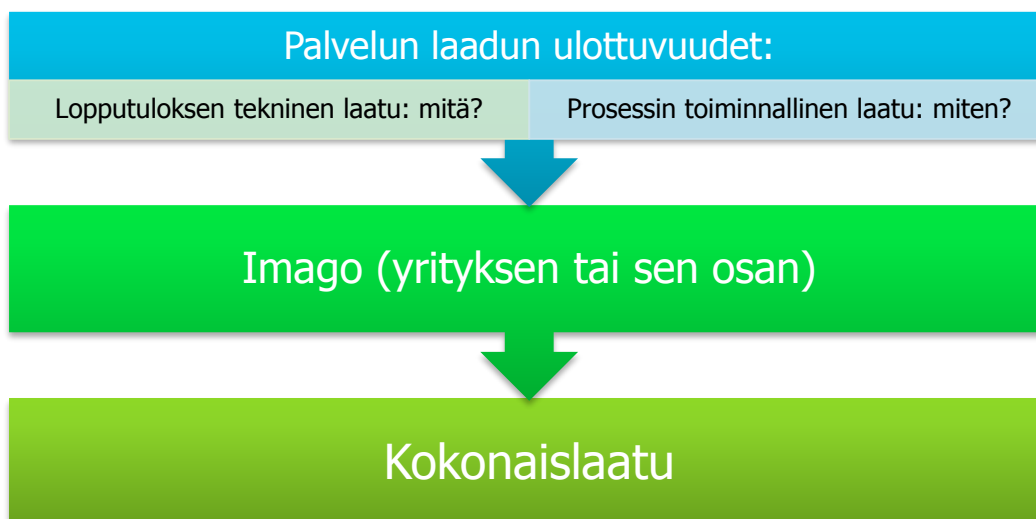 Palvelun laadun ulottuvuudet:
Lopputuloksen tekninen laatu: mitä?
Prosessin toiminnallinen laatu: miten?
Imago (yrityksen tai sen osan)
Kokonaislaatu